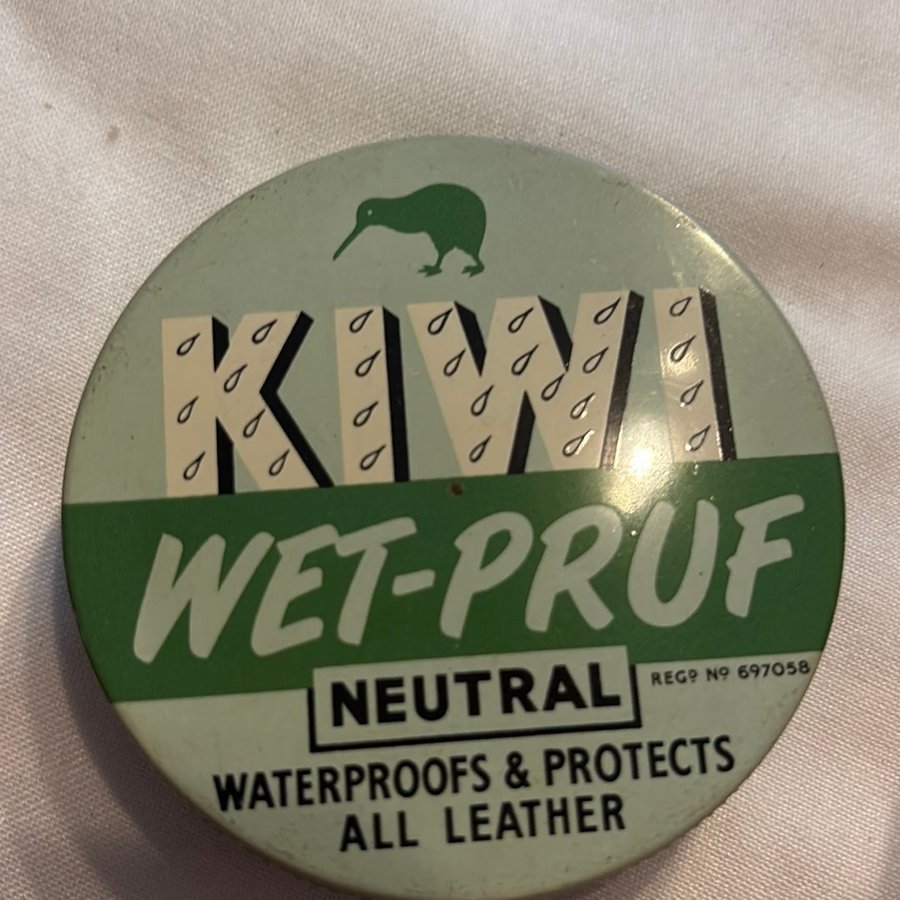 KIWI
WET-PRUF
NEUTRAL
REGD NO 697058
WATERPROOFS & PROTECTS
ALL LEATHER